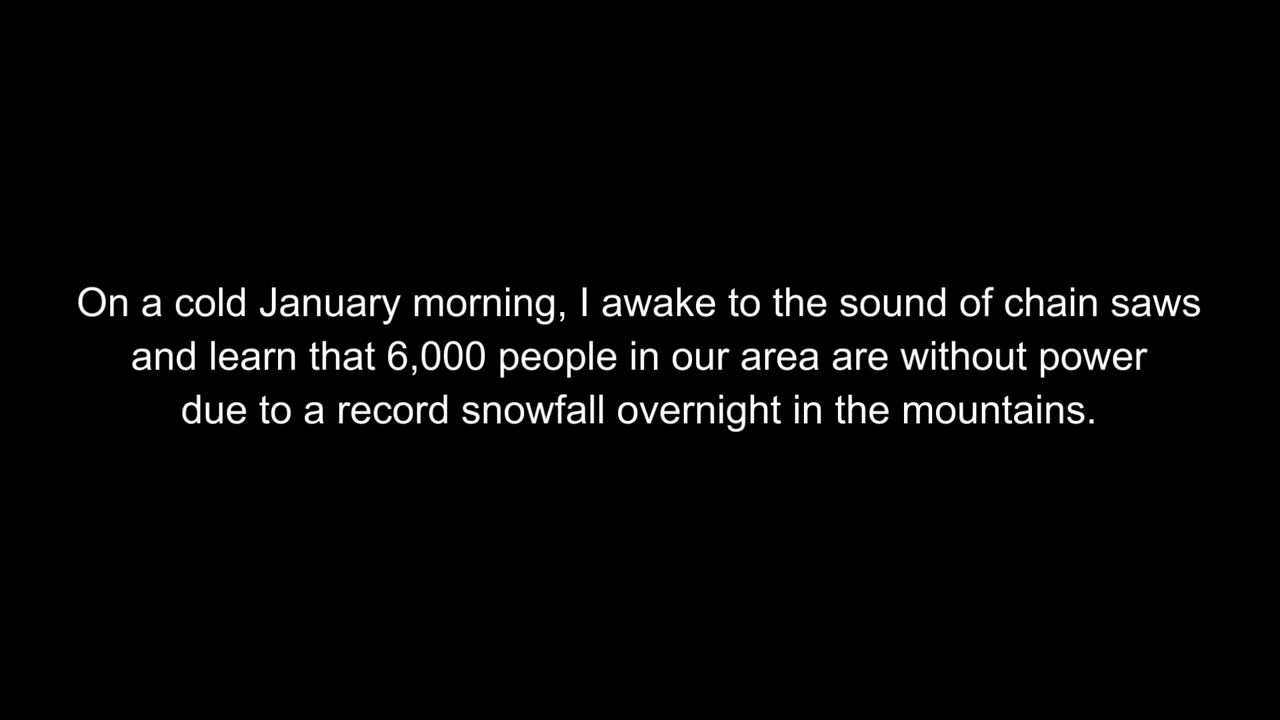 On a cold January morning, I awake to the sound of chain saws
and learn that 6,000 people in our area are without power
due to a record snowfall overnight in the mountains.